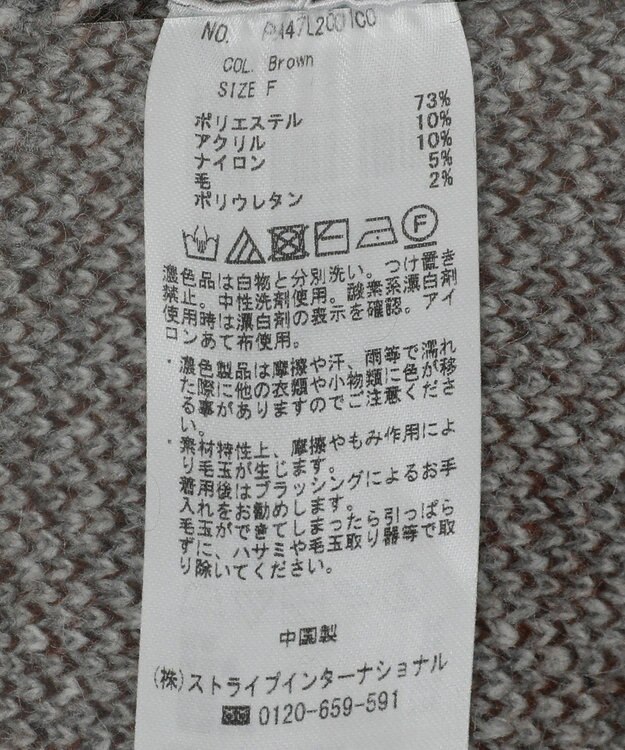 NO. P447L2001CC
COL. Brown
SIZE F
ポリエステル 73%
アクリル 10%
ナイロン 10%
毛 5%
ポリウレタン 2%
F
濃色品は白物と分別洗い。つけ置き
禁止。中性洗剤使用。酸素系漂白剤
使用時は漂白剤の表示を確認。アイ
ロンあて布使用。
・濃色製品は摩擦や汗、雨等で濡れ
た際に他の衣類や小物類に色が移
る事がありますのでご注意くださ
い。
・素材特性上、摩擦やもみ作用によ
り毛玉が生じます。
着用後はブラッシングによるお手
入れをお勧めします。
毛玉ができてしまったら引っぱら
ずに、ハサミや毛玉取り器等で取
り除いてください。
中国製
(株)ストライプインターナショナル
0120-659-591